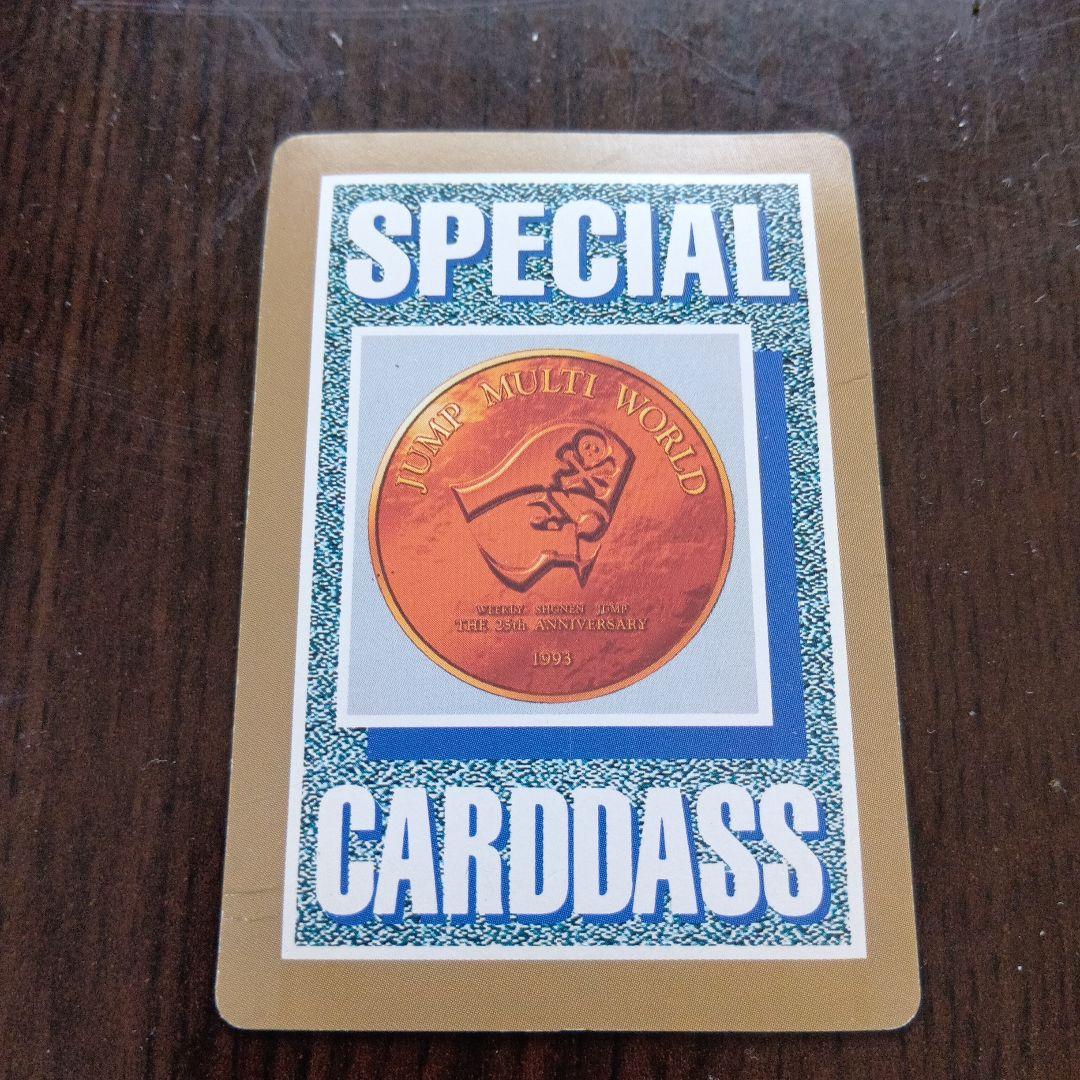 SPECIAL
JUMP MULTI WORLD
WEEKLY SHONEN JUMP
THE 25th ANNIVERSARY
1993
CARDDASS